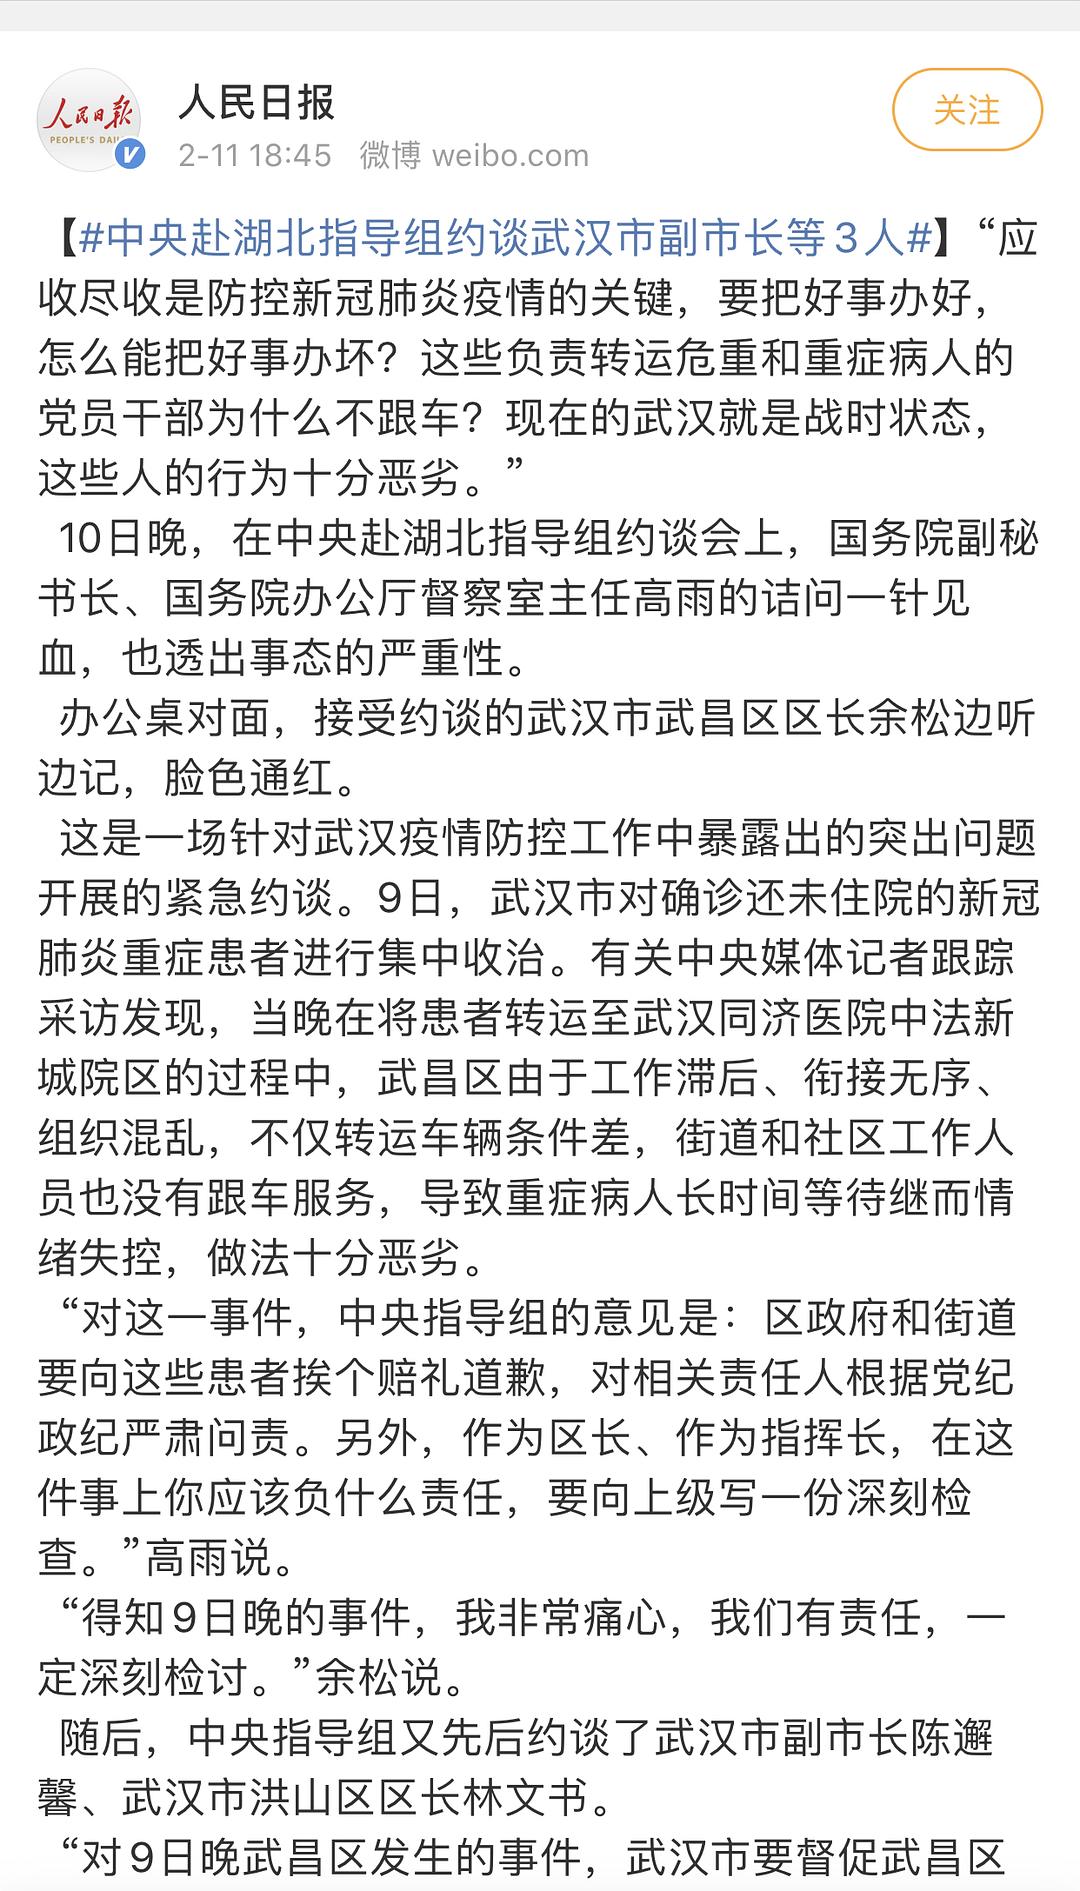 人民日报
PEOPLE'S DAI
人民日报
关注
2-11 18:45 微博 weibo.com
【#中央赴湖北指导组约谈武汉市副市长等3人#】“应
收尽收是防控新冠肺炎疫情的关键，要把好事办好，
怎么能把好事办坏？这些负责转运危重和重症病人的
党员干部为什么不跟车？现在的武汉就是战时状态，
这些人的行为十分恶劣。”
10日晚，在中央赴湖北指导组约谈会上，国务院副秘
书长、国务院办公厅督察室主任高雨的诘问一针见
血，也透出事态的严重性。
办公桌对面，接受约谈的武汉市武昌区区长余松边听
边记，脸色通红。
这是一场针对武汉疫情防控工作中暴露出的突出问题
开展的紧急约谈。9日，武汉市对确诊还未住院的新冠
肺炎重症患者进行集中收治。有关中央媒体记者跟踪
采访发现，当晚在将患者转运至武汉同济医院中法新
城院区的过程中，武昌区由于工作滞后、衔接无序、
组织混乱，不仅转运车辆条件差，街道和社区工作人
员也没有跟车服务，导致重症病人长时间等待继而情
绪失控，做法十分恶劣。
“对这一事件，中央指导组的意见是：区政府和街道
要向这些患者挨个赔礼道歉，对相关责任人根据党纪
政纪严肃问责。另外，作为区长、作为指挥长，在这
件事上你应该负什么责任，要向上级写一份深刻检
查。”高雨说。
“得知9日晚的事件，我非常痛心，我们有责任，一
定深刻检讨。”余松说。
随后，中央指导组又先后约谈了武汉市副市长陈邂
馨、武汉市洪山区区长林文书。
“对9日晚武昌区发生的事件，武汉市要督促武昌区